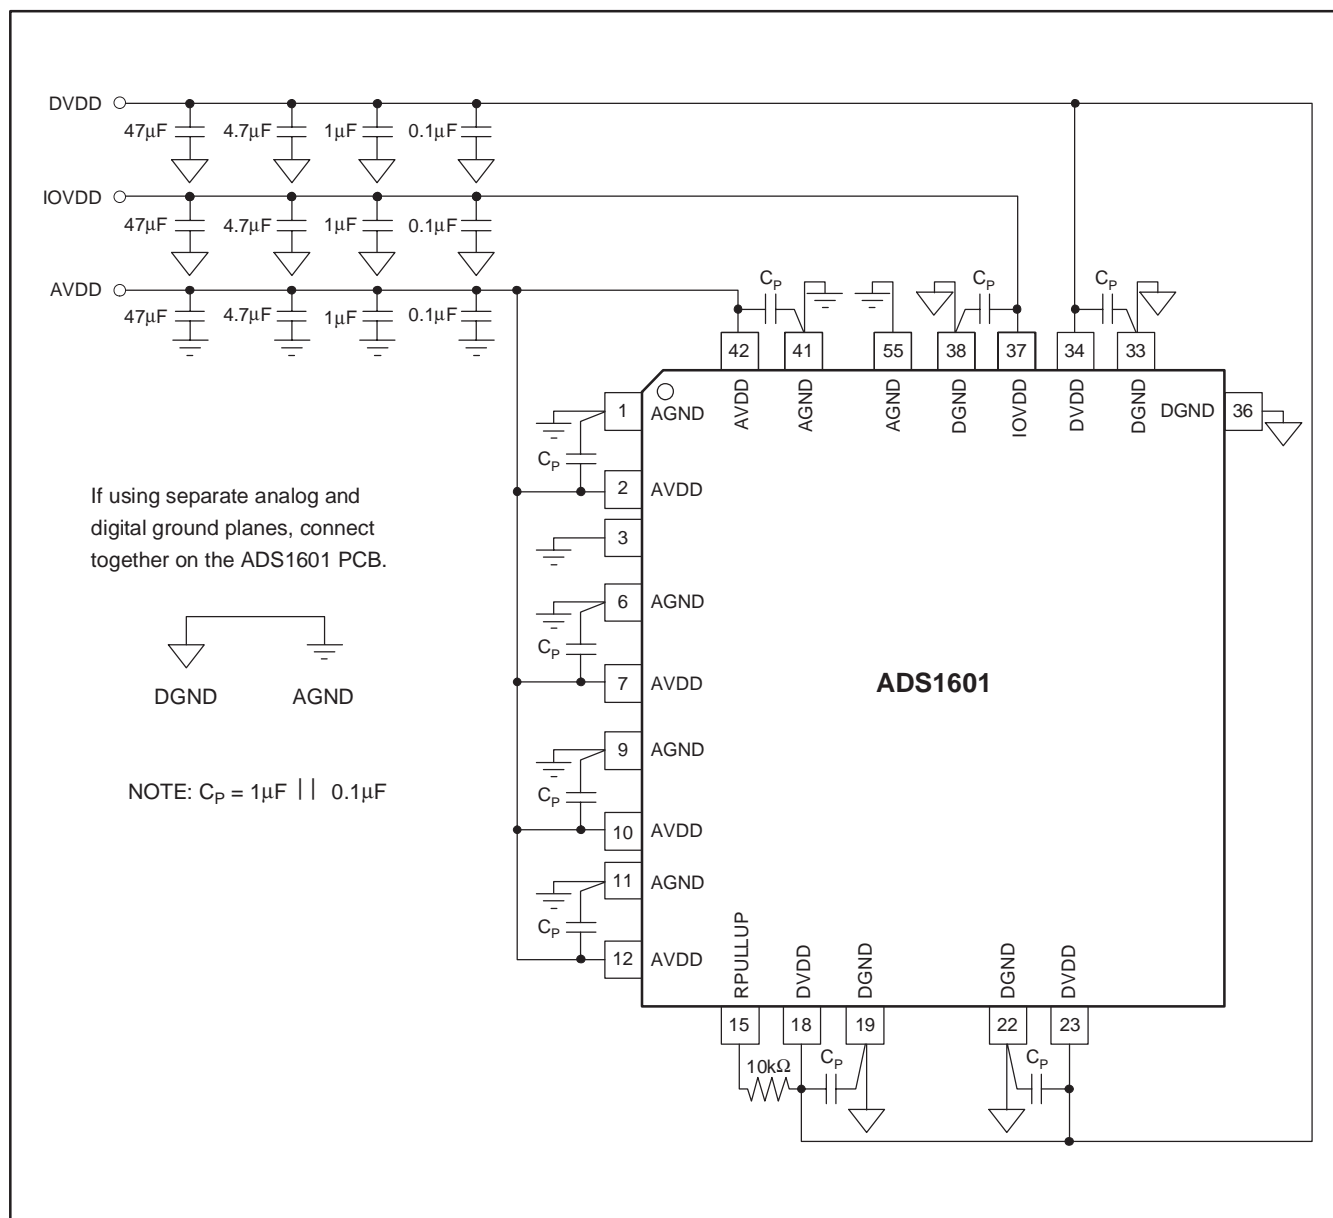 DVDD
47μF 4.7μF 1μF 0.1μF
IOVDD
47μF 4.7μF 1μF 0.1μF
AVDD
47μF 4.7μF 1μF 0.1μF
CP CP CP
42 41 55 38 37 34 33
AVDD AGND AGND DGND IOVDD DVDD DGND
DGND 36
1 AGND
CP
2 AVDD
3
6 AGND
CP
7 AVDD
9 AGND
CP
10 AVDD
11 AGND
CP
12 AVDD
If using separate analog and
digital ground planes, connect
together on the ADS1601 PCB.
DGND AGND
NOTE: CP = 1μF || 0.1μF
ADS1601
RPULLUP DVDD DGND DGND DVDD
15 18 19 22 23
10kΩ CP CP